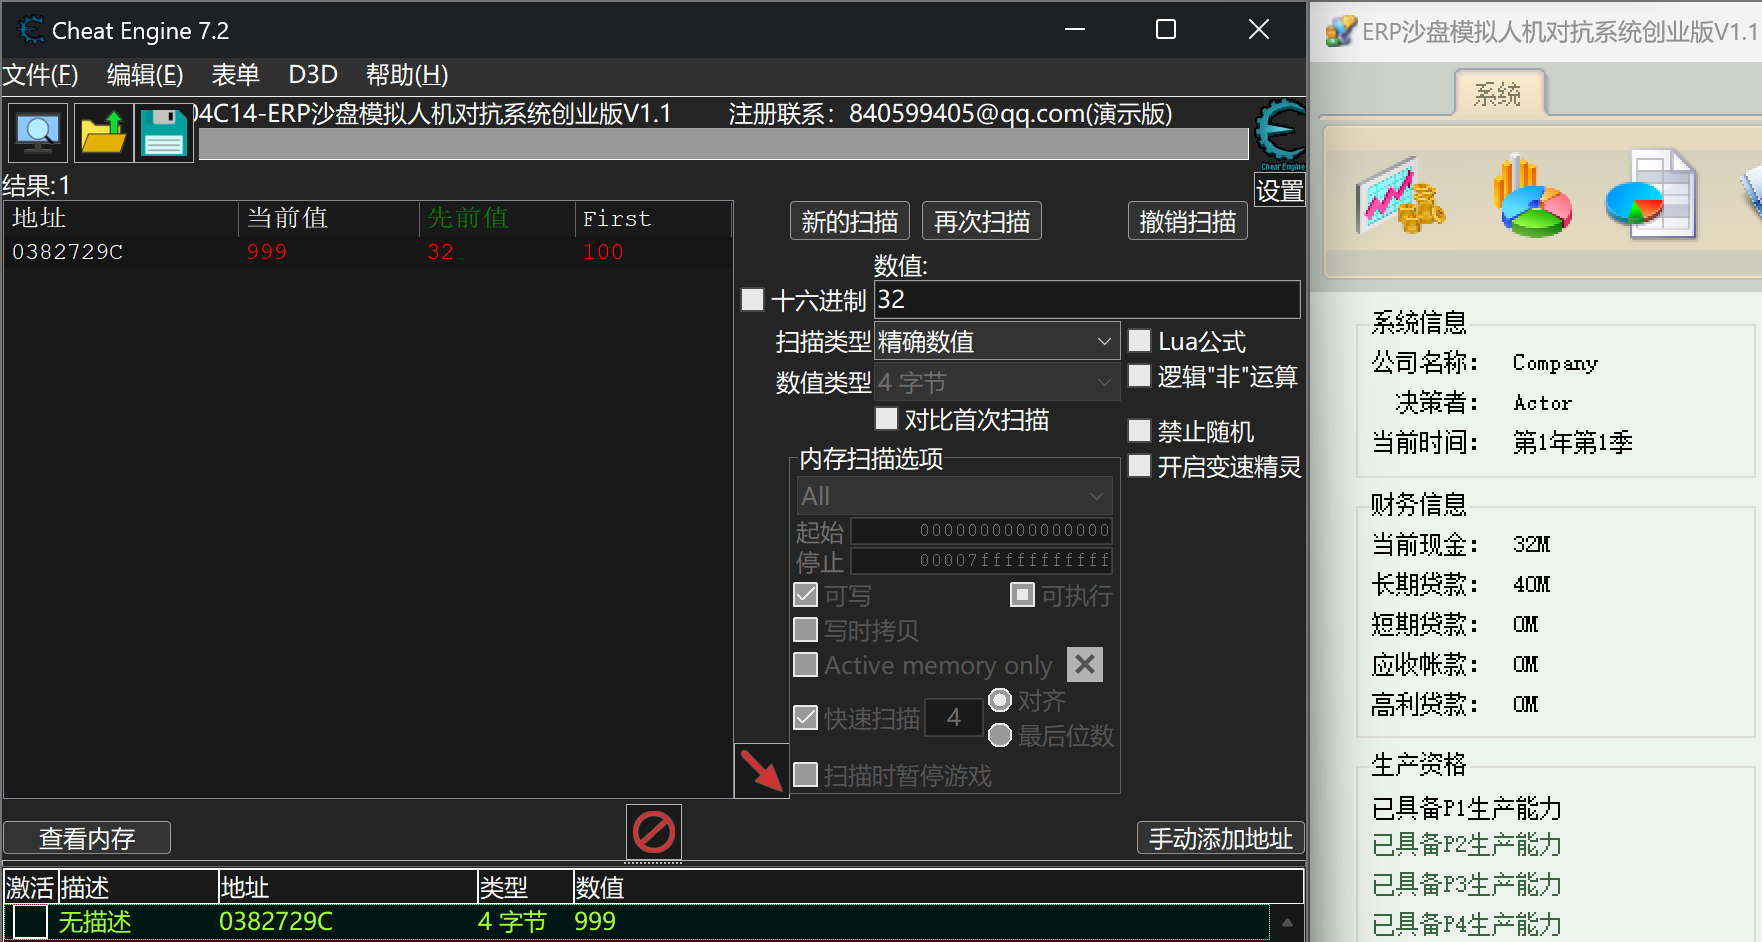 Cheat Engine 7.2
文件(F) 编辑(E) 表单 D3D 帮助(H)
04C14-ERP沙盘模拟人机对抗系统创业版V1.1 注册联系：840599405@qq.com(演示版)
Cheat Engine
结果:1
设置
地址 当前值 先前值 First
0382729C 999 32 100
新的扫描 再次扫描 撤销扫描
数值:
十六进制 32
扫描类型 精确数值
Lua公式
数值类型 4 字节
逻辑"非"运算
对比首次扫描
禁止随机
内存扫描选项
开启变速精灵
All
起始 0000000000000000
停止 00007fffffffffff
可写 可执行
写时拷贝
Active memory only
快速扫描 4 对齐
最后位数
扫描时暂停游戏
查看内存 手动添加地址
激活 描述 地址 类型 数值
无描述 0382729C 4 字节 999
ERP沙盘模拟人机对抗系统创业版V1.1
系统
系统信息
公司名称： Company
决策者： Actor
当前时间： 第1年第1季
财务信息
当前现金： 32M
长期贷款： 40M
短期贷款： 0M
应收帐款： 0M
高利贷款： 0M
生产资格
已具备P1生产能力
已具备P2生产能力
已具备P3生产能力
已具备P4生产能力